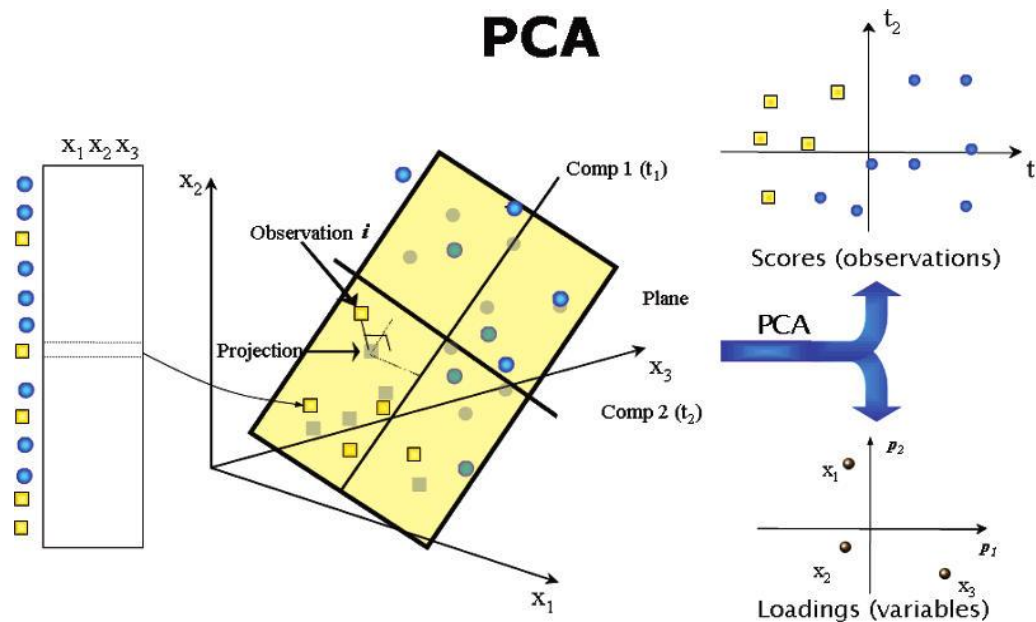 PCA
t₂
t
Scores (observations)
x₁ x₂ x₃
x₂
Comp 1 (t₁)
Observation i
Plane
Projection
x₃
Comp 2 (t₂)
x₁
PCA
p₂
x₁
p₁
x₂
x₃
Loadings (variables)